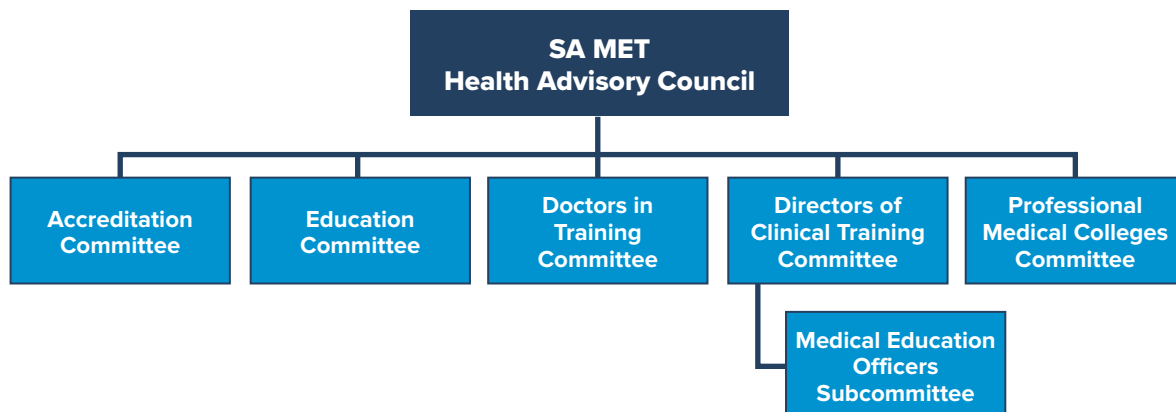 SA MET
Health Advisory Council
Accreditation
Committee
Education
Committee
Doctors in
Training
Committee
Directors of
Clinical Training
Committee
Professional
Medical Colleges
Committee
Medical Education
Officers
Subcommittee